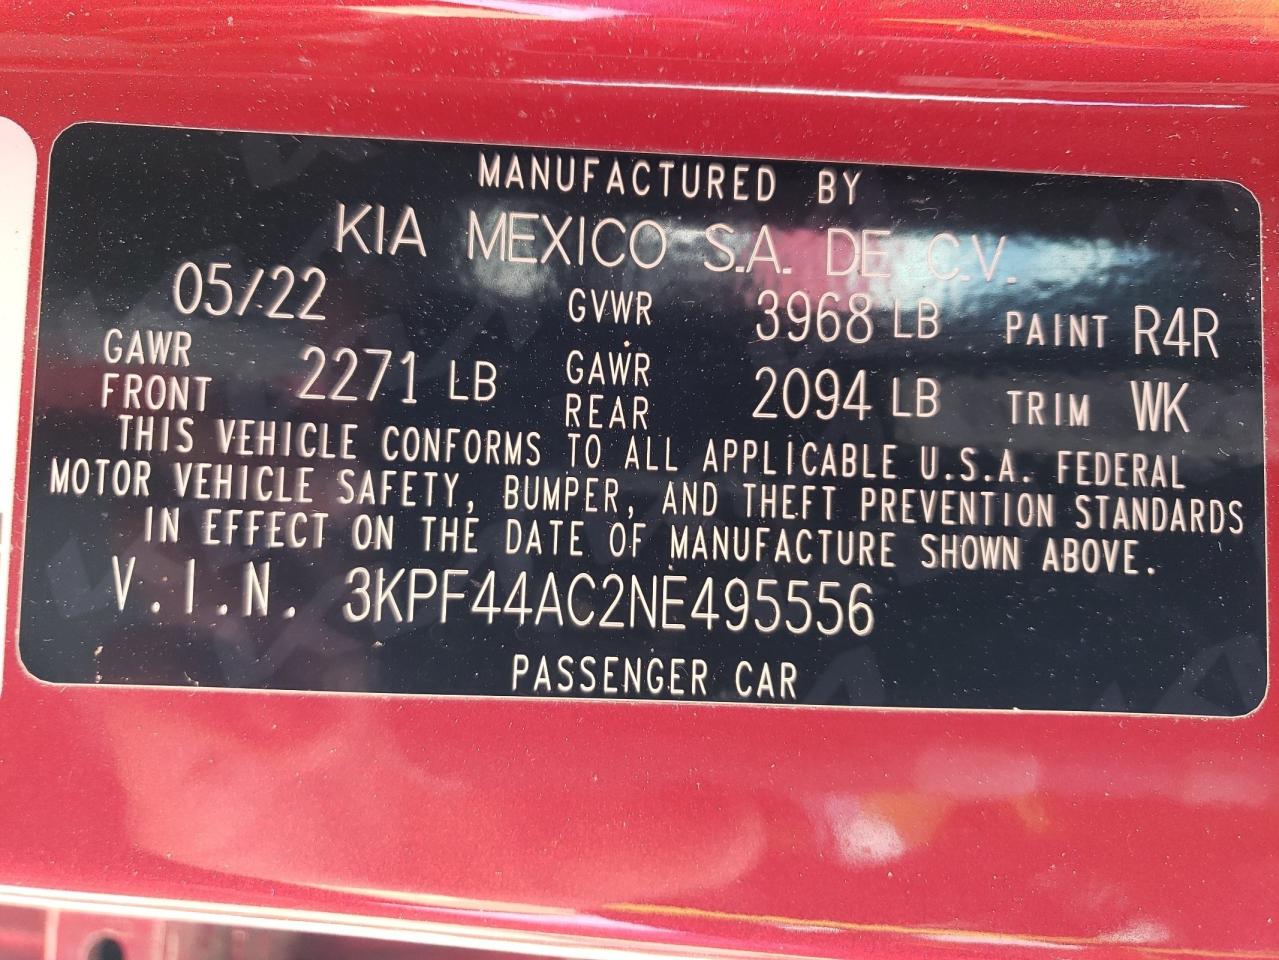 MANUFACTURED BY
KIA MEXICO S.A. DE C.V.
05/22 GVWR 3968 LB PAINT R4R
GAWR FRONT 2271 LB GAWR REAR 2094 LB TRIM WK
THIS VEHICLE CONFORMS TO ALL APPLICABLE U.S.A. FEDERAL
MOTOR VEHICLE SAFETY, BUMPER, AND THEFT PREVENTION STANDARDS
IN EFFECT ON THE DATE OF MANUFACTURE SHOWN ABOVE.
V.I.N. 3KPF44AC2NE495556
PASSENGER CAR